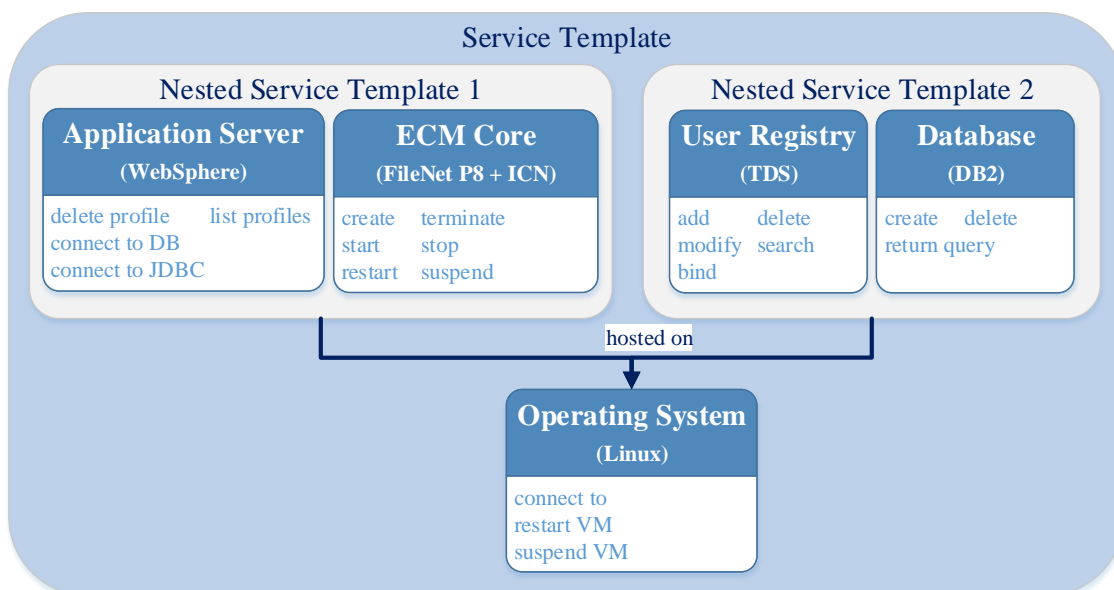 Service Template
Nested Service Template 1
Application Server
(WebSphere)
delete profile list profiles
connect to DB
connect to JDBC
ECM Core
(FileNet P8 + ICN)
create terminate
start stop
restart suspend
Nested Service Template 2
User Registry
(TDS)
add delete
modify search
bind
Database
(DB2)
create delete
return query
hosted on
Operating System
(Linux)
connect to
restart VM
suspend VM